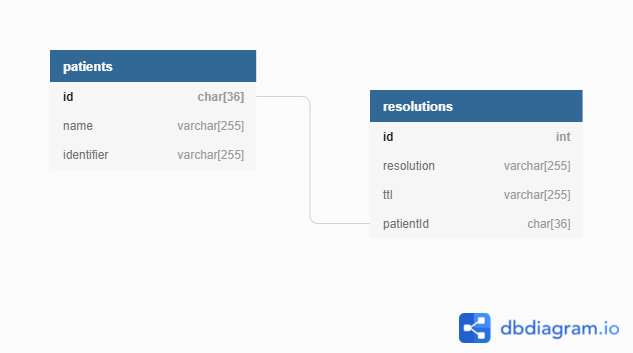 patients
id char[36]
name varchar[255]
identifier varchar[255]
resolutions
id int
resolution varchar[255]
ttl varchar[255]
patientId char[36]
dbdiagram.io